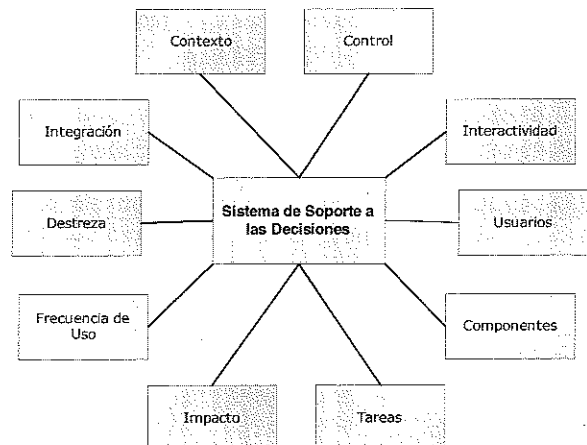 Contexto
Control
Integración
Interactividad
Sistema de Soporte a
las Decisiones
Destreza
Usuarios
Frecuencia de
Uso
Componentes
Impacto
Tareas